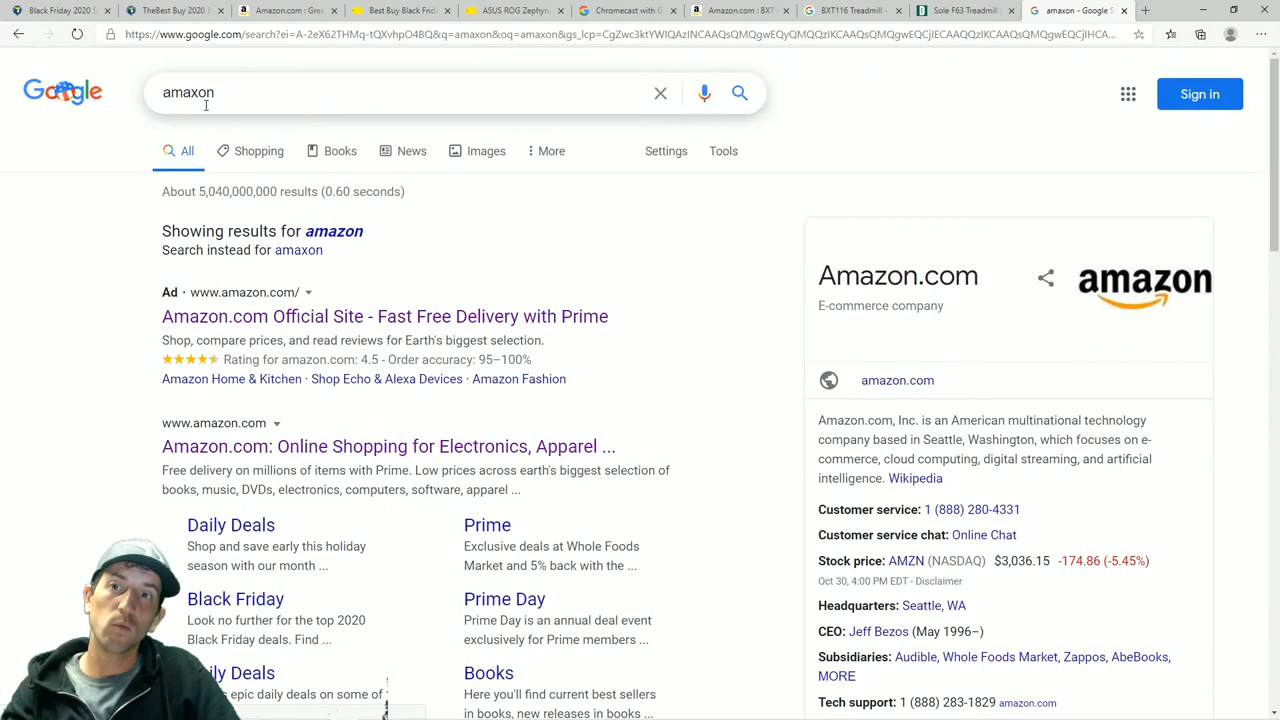 Black Friday 2020 S
TheBest Buy 2020 B
Amazon.com : Gree
Best Buy Black Frid
ASUS ROG Zephyru
Chromecast with G
Amazon.com : BXT
BXT116 Treadmill -
Sole F63 Treadmill
amaxon - Google S
https://www.google.com/search?ei=A-2eX62THMq-tQXvhpO4BQ&q=amaxon&oq=amaxon&gs_lcp=CgZwc3ktYWIQAzINCAAQsQMQgwEQyQMQQzIKCAAQsQMQgwEQCjIECAAQQzIKCAAQsQMQgwEQCjIHCA...
Google
amaxon
Sign in
All
Shopping
Books
News
Images
More
Settings
Tools
About 5,040,000,000 results (0.60 seconds)
Showing results for amazon
Search instead for amaxon
Ad · www.amazon.com/
Amazon.com Official Site - Fast Free Delivery with Prime
Shop, compare prices, and read reviews for Earth's biggest selection.
Rating for amazon.com: 4.5 - Order accuracy: 95–100%
Amazon Home & Kitchen · Shop Echo & Alexa Devices · Amazon Fashion
www.amazon.com
Amazon.com: Online Shopping for Electronics, Apparel ...
Free delivery on millions of items with Prime. Low prices across earth's biggest selection of
books, music, DVDs, electronics, computers, software, apparel ...
Daily Deals
Shop and save early this holiday
season with our month ...
Prime
Exclusive deals at Whole Foods
Market and 5% back with the ...
Black Friday
Look no further for the top 2020
Black Friday deals. Find ...
Prime Day
Prime Day is an annual deal event
exclusively for Prime members ...
ily Deals
epic daily deals on some of
Books
Here you'll find current best sellers
in books, new releases in books ...
Amazon.com
E-commerce company
amazon
amazon.com
Amazon.com, Inc. is an American multinational technology
company based in Seattle, Washington, which focuses on e-
commerce, cloud computing, digital streaming, and artificial
intelligence. Wikipedia
Customer service: 1 (888) 280-4331
Customer service chat: Online Chat
Stock price: AMZN (NASDAQ) $3,036.15 -174.86 (-5.45%)
Oct 30, 4:00 PM EDT - Disclaimer
Headquarters: Seattle, WA
CEO: Jeff Bezos (May 1996–)
Subsidiaries: Audible, Whole Foods Market, Zappos, AbeBooks,
MORE
Tech support: 1 (888) 283-1829 amazon.com